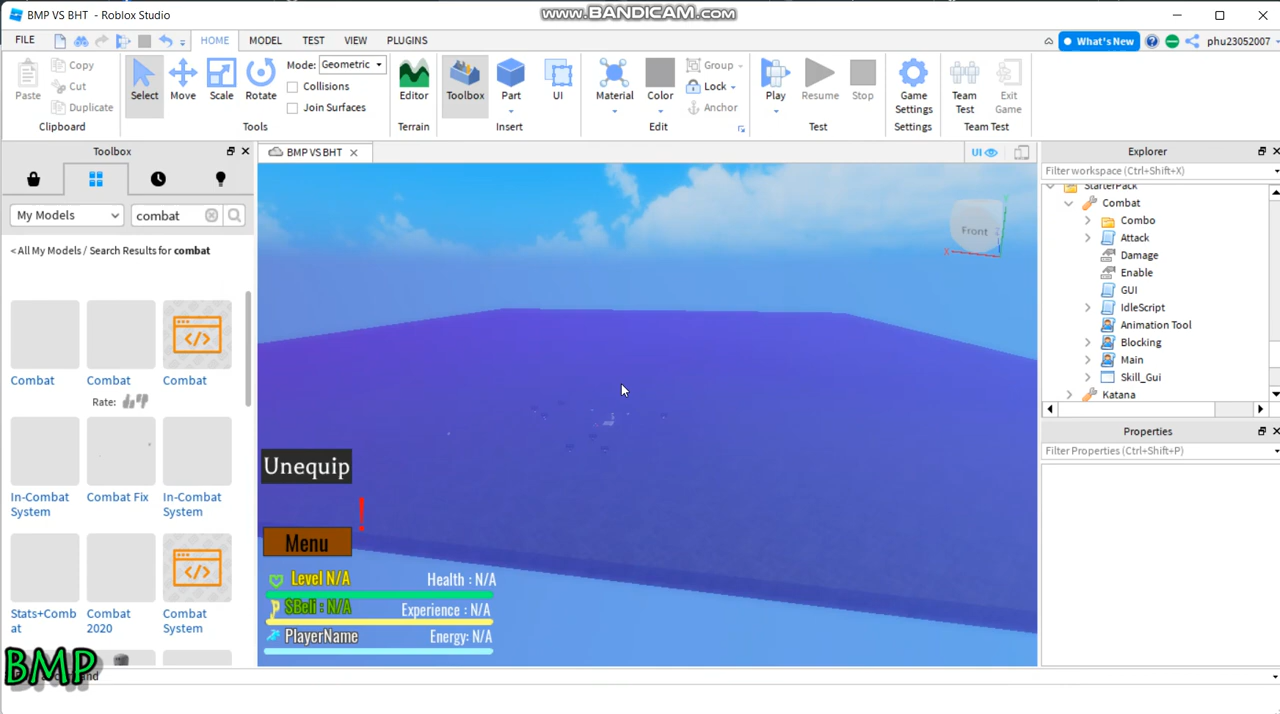 BMP VS BHT - Roblox Studio
www.BANDICAM.com
FILE HOME MODEL TEST VIEW PLUGINS
What's New phu23052007
Paste Copy Cut Duplicate
Clipboard
Select Move Scale Rotate
Mode: Geometric
Collisions
Join Surfaces
Tools
Editor
Terrain
Toolbox Part UI
Insert
Material Color Group Lock Anchor
Edit
Play Resume Stop
Test
Game Settings
Settings
Team Test Exit Game
Team Test
Toolbox
BMP VS BHT
UI
Explorer
Filter workspace (Ctrl+Shift+X)
My Models combat
< All My Models / Search Results for combat
Combat Combat Combat
Rate:
In-Combat System Combat Fix In-Combat System
Stats+Comb at Combat 2020 Combat System
BMP
Front
X
Z
Unequip
!
Menu
Level N/A Health : N/A
$Beli : N/A Experience : N/A
PlayerName Energy: N/A
StarterPack
Combat
Combo
Attack
Damage
Enable
GUI
IdleScript
Animation Tool
Blocking
Main
Skill_Gui
Katana
Properties
Filter Properties (Ctrl+Shift+P)